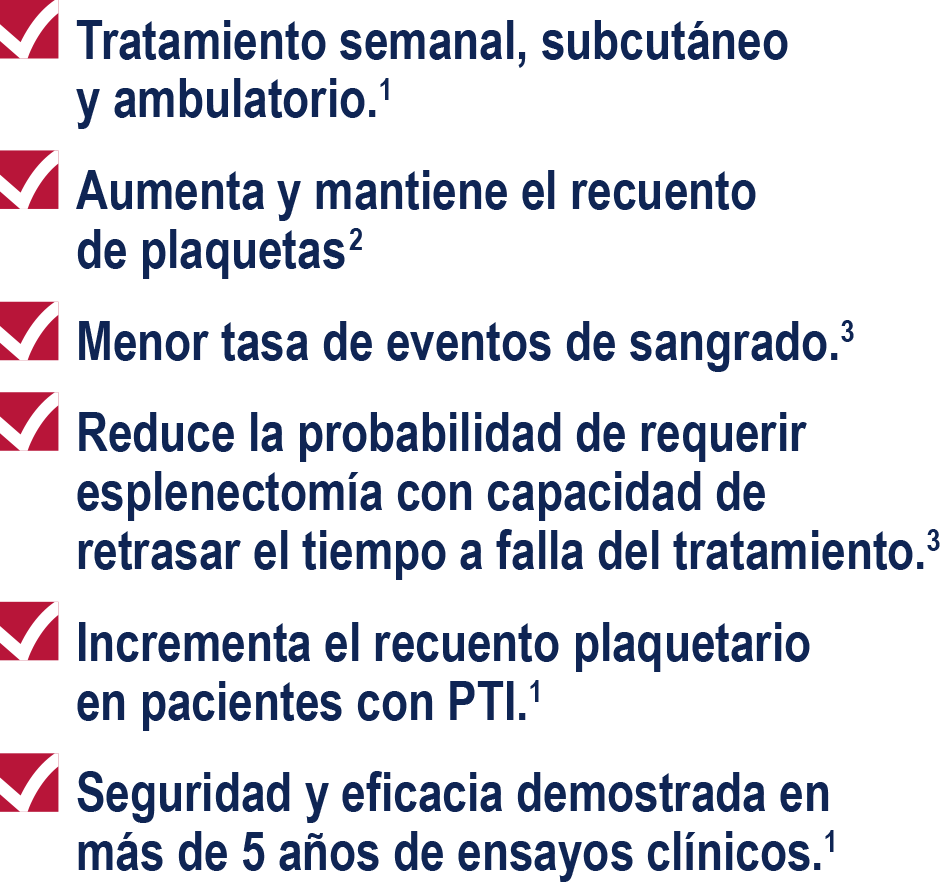 Tratamiento semanal, subcutáneo
y ambulatorio.¹
Aumenta y mantiene el recuento
de plaquetas²
Menor tasa de eventos de sangrado.³
Reduce la probabilidad de requerir
esplenectomía con capacidad de
retrasar el tiempo a falla del tratamiento.³
Incrementa el recuento plaquetario
en pacientes con PTI.¹
Seguridad y eficacia demostrada en
más de 5 años de ensayos clínicos.¹